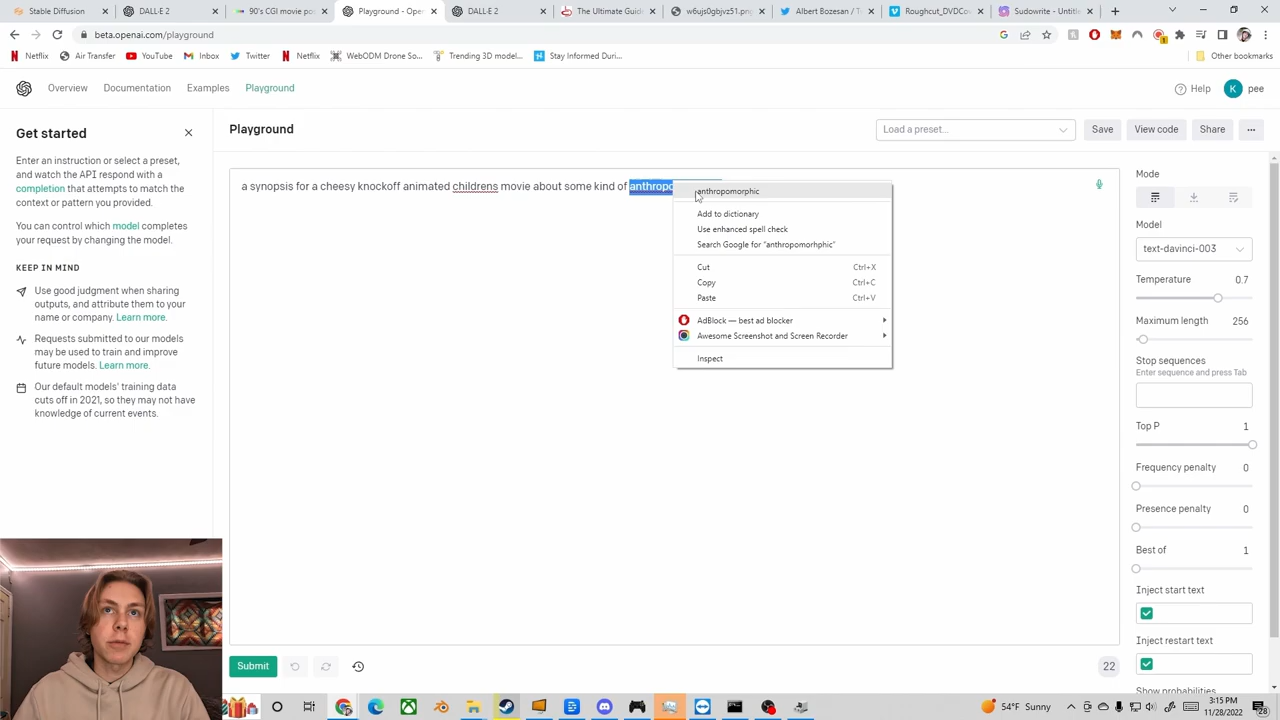 Stable Diffusion
DALL·E 2
90's CGI movie po
Playground - Ope
DALL·E 2
The Ultimate Guide
w6ujs0gbjvz51.png
Albert Bozesan / T
Roughcut_DVDCov
Sudowrite - Untitle
beta.openai.com/playground
Netflix
Air Transfer
YouTube
Inbox
Twitter
Netflix
WebODM Drone So...
Trending 3D model...
Stay Informed Duri...
Other bookmarks
Overview
Documentation
Examples
Playground
Help
K
pee
Get started
Enter an instruction or select a preset,
and watch the API respond with a
completion that attempts to match the
context or pattern you provided.
You can control which model completes
your request by changing the model.
KEEP IN MIND
Use good judgment when sharing
outputs, and attribute them to your
name or company. Learn more.
Requests submitted to our models
may be used to train and improve
future models. Learn more.
Our default models' training data
cuts off in 2021, so they may not have
knowledge of current events.
Playground
Load a preset...
Save
View code
Share
a synopsis for a cheesy knockoff animated childrens movie about some kind of anthropo
anthropomorphic
Add to dictionary
Use enhanced spell check
Search Google for "anthropomorhphic"
Cut Ctrl+X
Copy Ctrl+C
Paste Ctrl+V
AdBlock — best ad blocker
Awesome Screenshot and Screen Recorder
Inspect
Mode
Model
text-davinci-003
Temperature 0.7
Maximum length 256
Stop sequences
Enter sequence and press Tab
Top P 1
Frequency penalty 0
Presence penalty 0
Best of 1
Inject start text
Inject restart text
Show probabilities
Submit
22
54°F Sunny
3:15 PM
11/28/2022